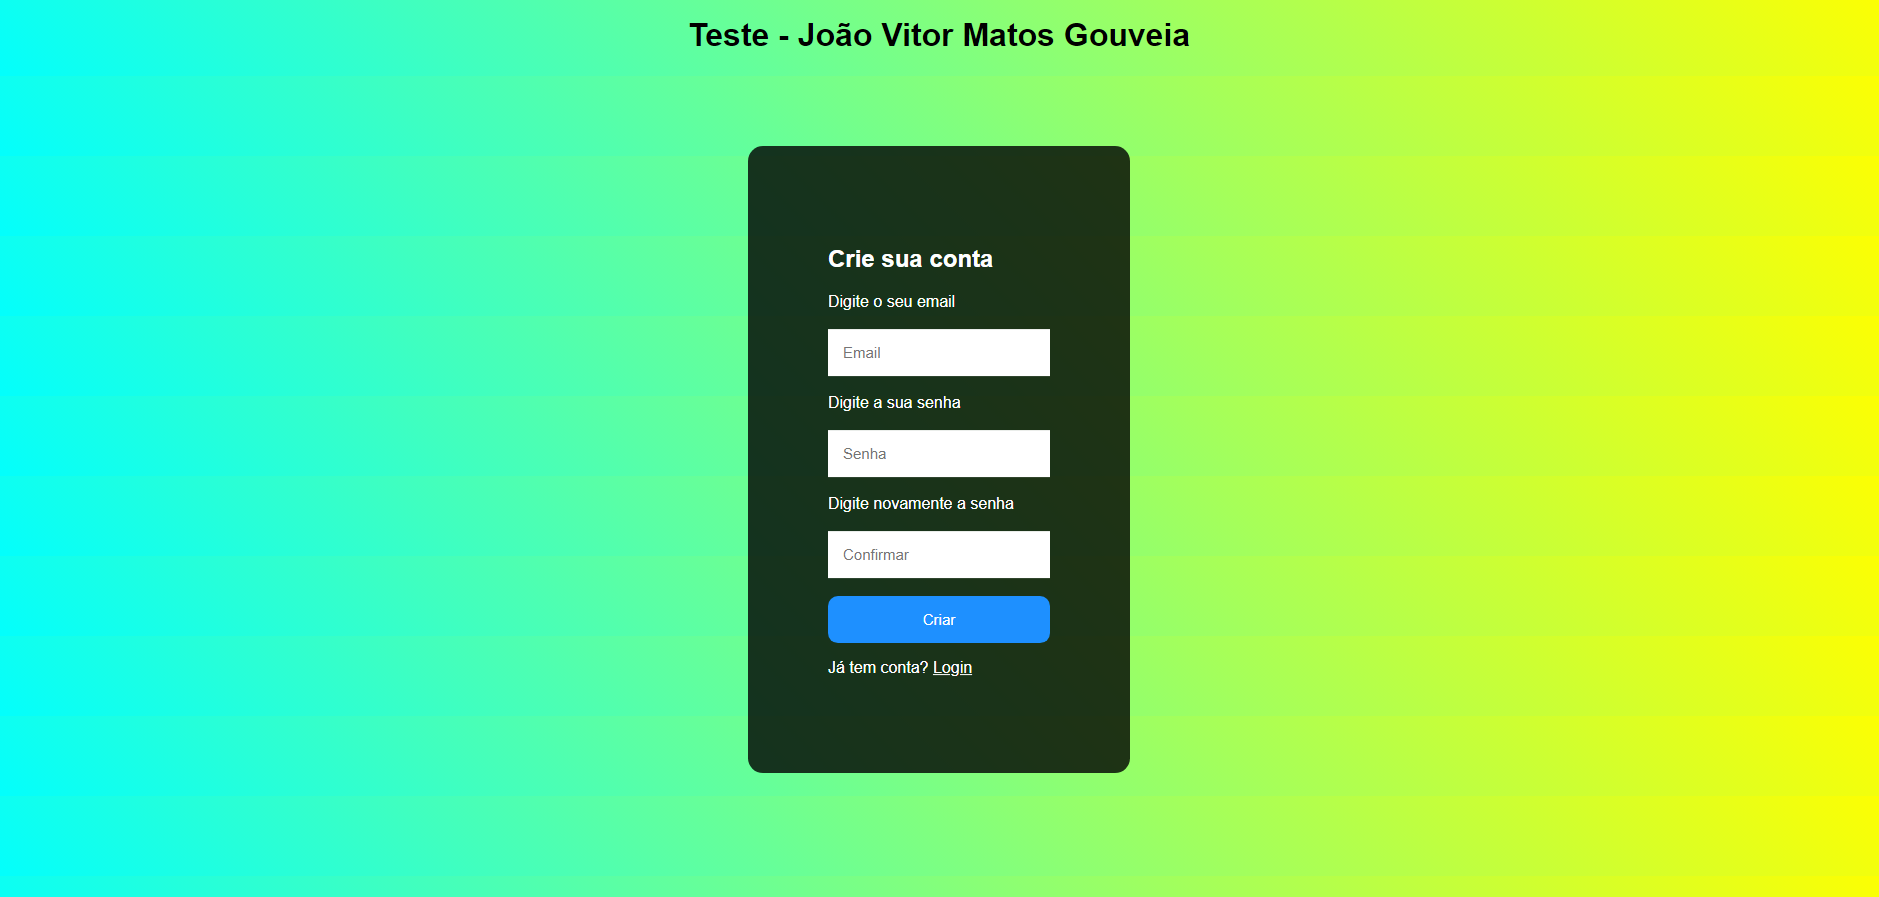 Teste - João Vitor Matos Gouveia
Crie sua conta
Digite o seu email
Email
Digite a sua senha
Senha
Digite novamente a senha
Confirmar
Criar
Já tem conta? Login